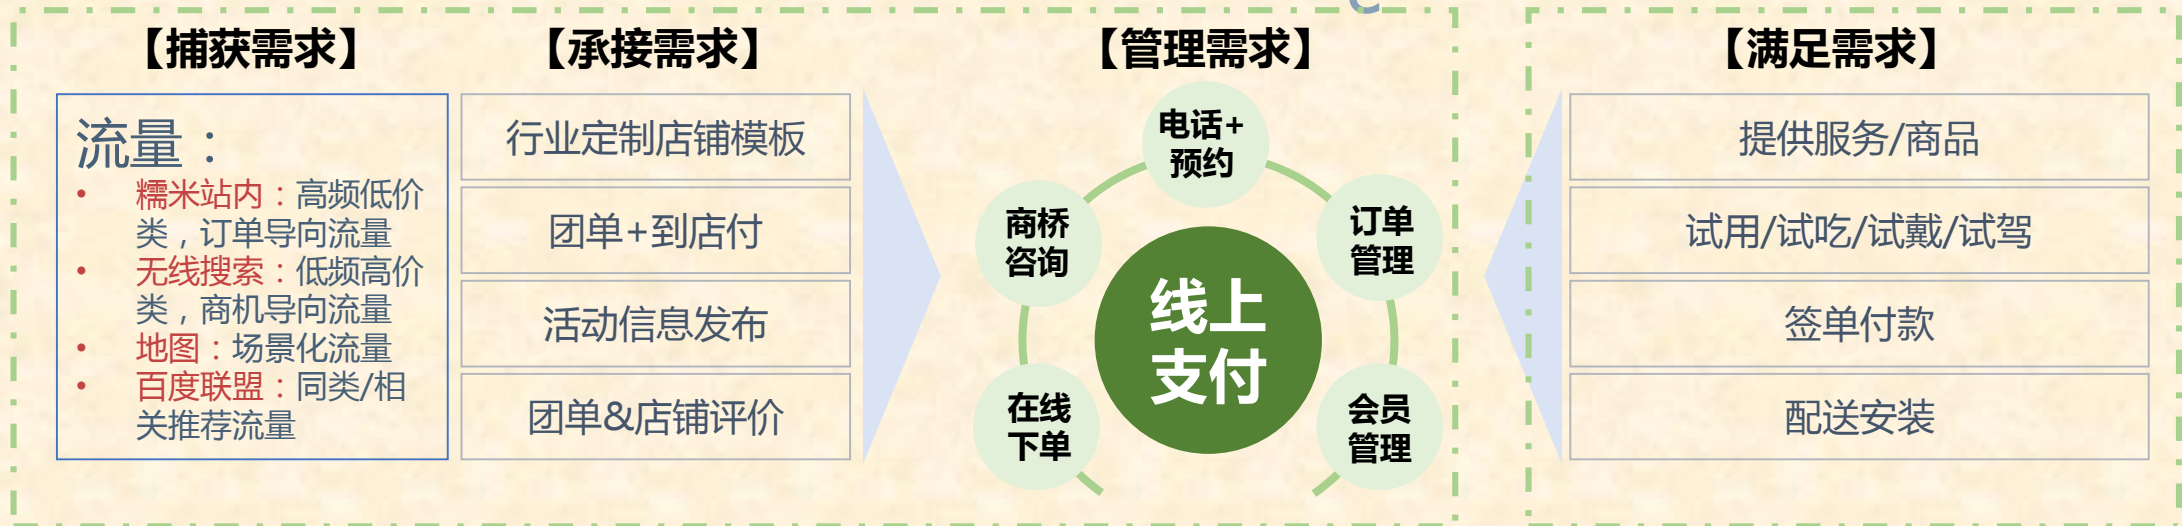 【捕获需求】
【承接需求】
【管理需求】
【满足需求】
流量：
• 糯米站内：高频低价
类，订单导向流量
• 无线搜索：低频高价
类，商机导向流量
• 地图：场景化流量
• 百度联盟：同类/相
关推荐流量
行业定制店铺模板
团单+到店付
活动信息发布
团单&店铺评价
电话+
预约
商桥
咨询
订单
管理
线上
支付
在线
下单
会员
管理
提供服务/商品
试用/试吃/试戴/试驾
签单付款
配送安装